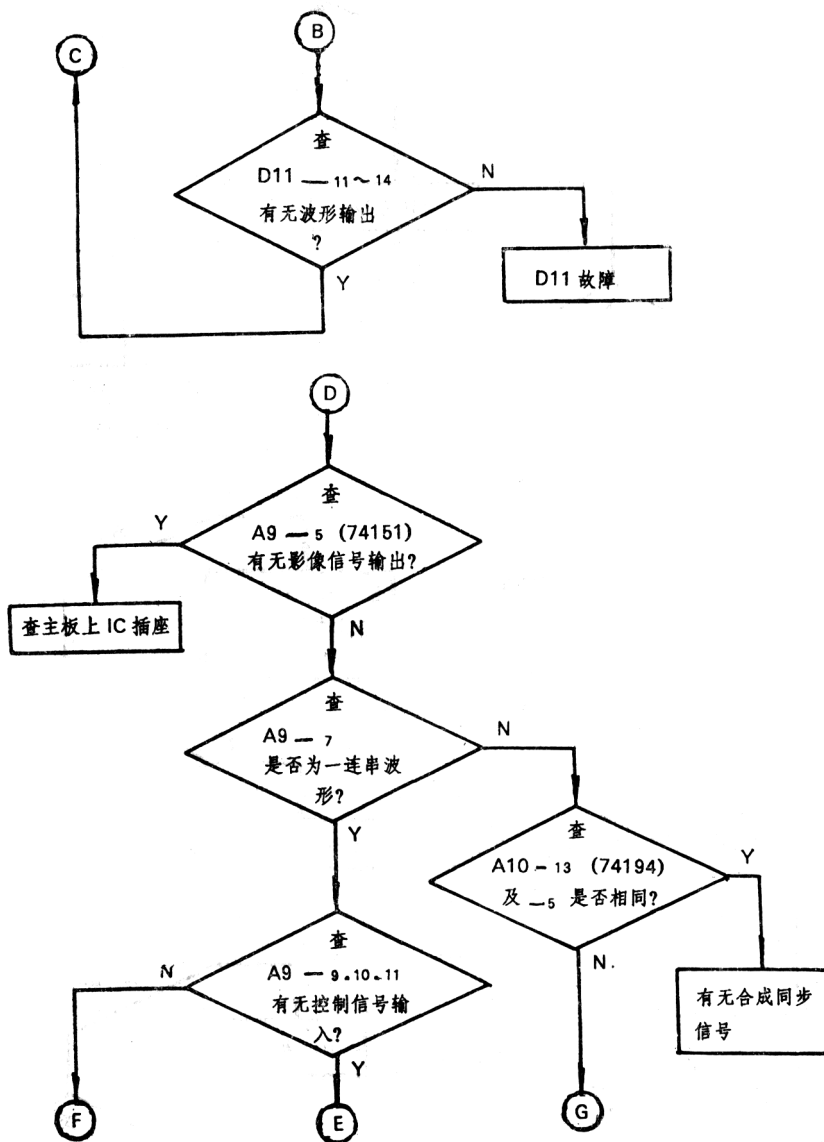 B
C
查
D11 — 11～14
有无波形输出
?
N
Y
D11 故障
D
查
A9 — 5 (74151)
有无影像信号输出?
Y
N
查主板上 IC 插座
查
A9 — 7
是否为一连串波
形?
N
Y
查
A10 – 13 (74194)
及 —5 是否相同?
Y
N.
查
A9 — 9.10.11
有无控制信号输
入?
N
Y
有无合成同步
信号
F
E
G